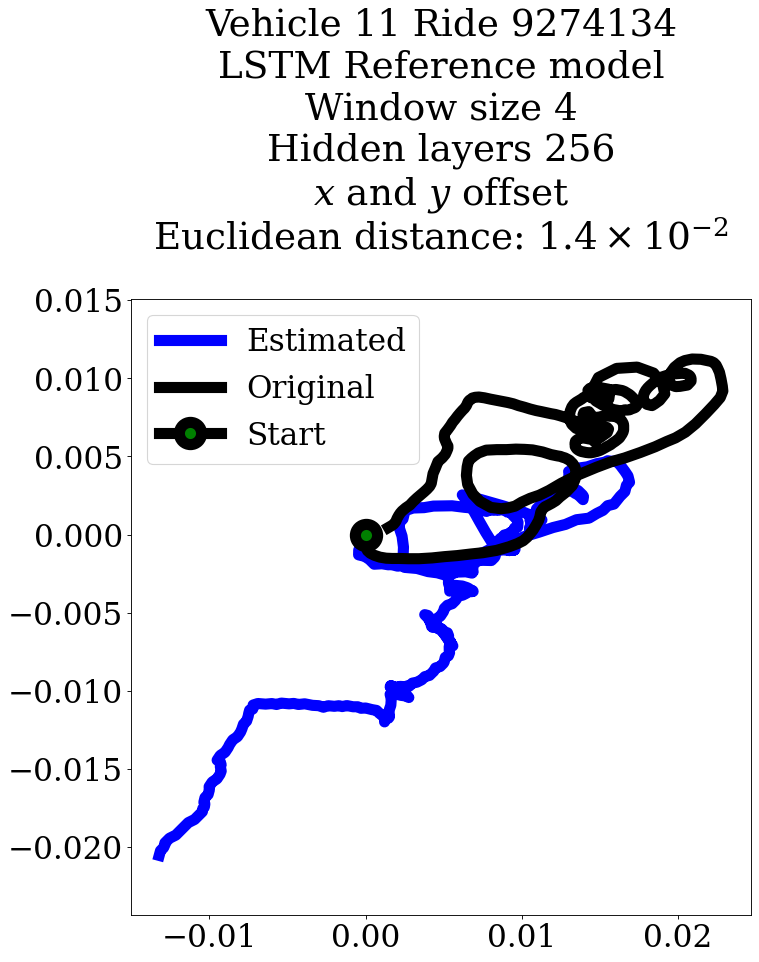 Vehicle 11 Ride 9274134
LSTM Reference model
Window size 4
Hidden layers 256
x and y offset
Euclidean distance: 1.4 × 10⁻²
0.015
0.010
0.005
0.000
−0.005
−0.010
−0.015
−0.020
Estimated
Original
Start
−0.01 0.00 0.01 0.02